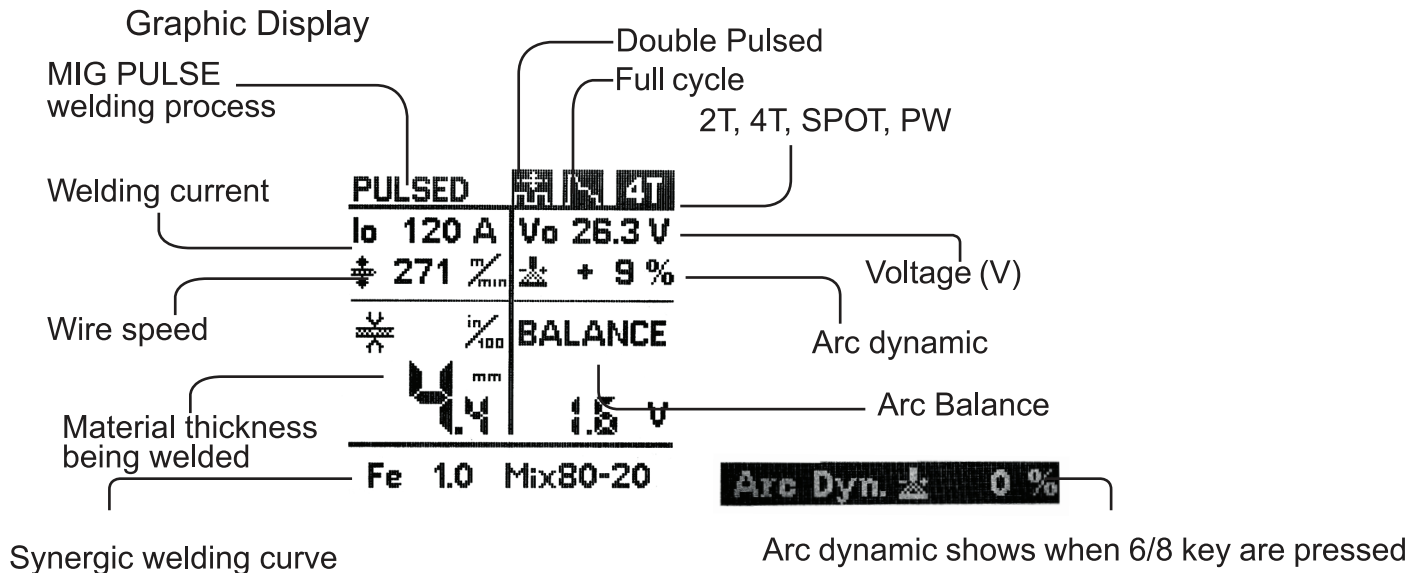 Graphic Display
Double Pulsed
MIG PULSE
welding process
Full cycle
2T, 4T, SPOT, PW
Welding current
PULSED 4T
Io 120 A Vo 26.3 V
Voltage (V)
271 m/min + 9 %
Wire speed
Arc dynamic
in/100 BALANCE
mm
4.4 1.6 V
Arc Balance
Material thickness
being welded
Fe 1.0 Mix80-20
Arc Dyn. 0 %
Synergic welding curve
Arc dynamic shows when 6/8 key are pressed